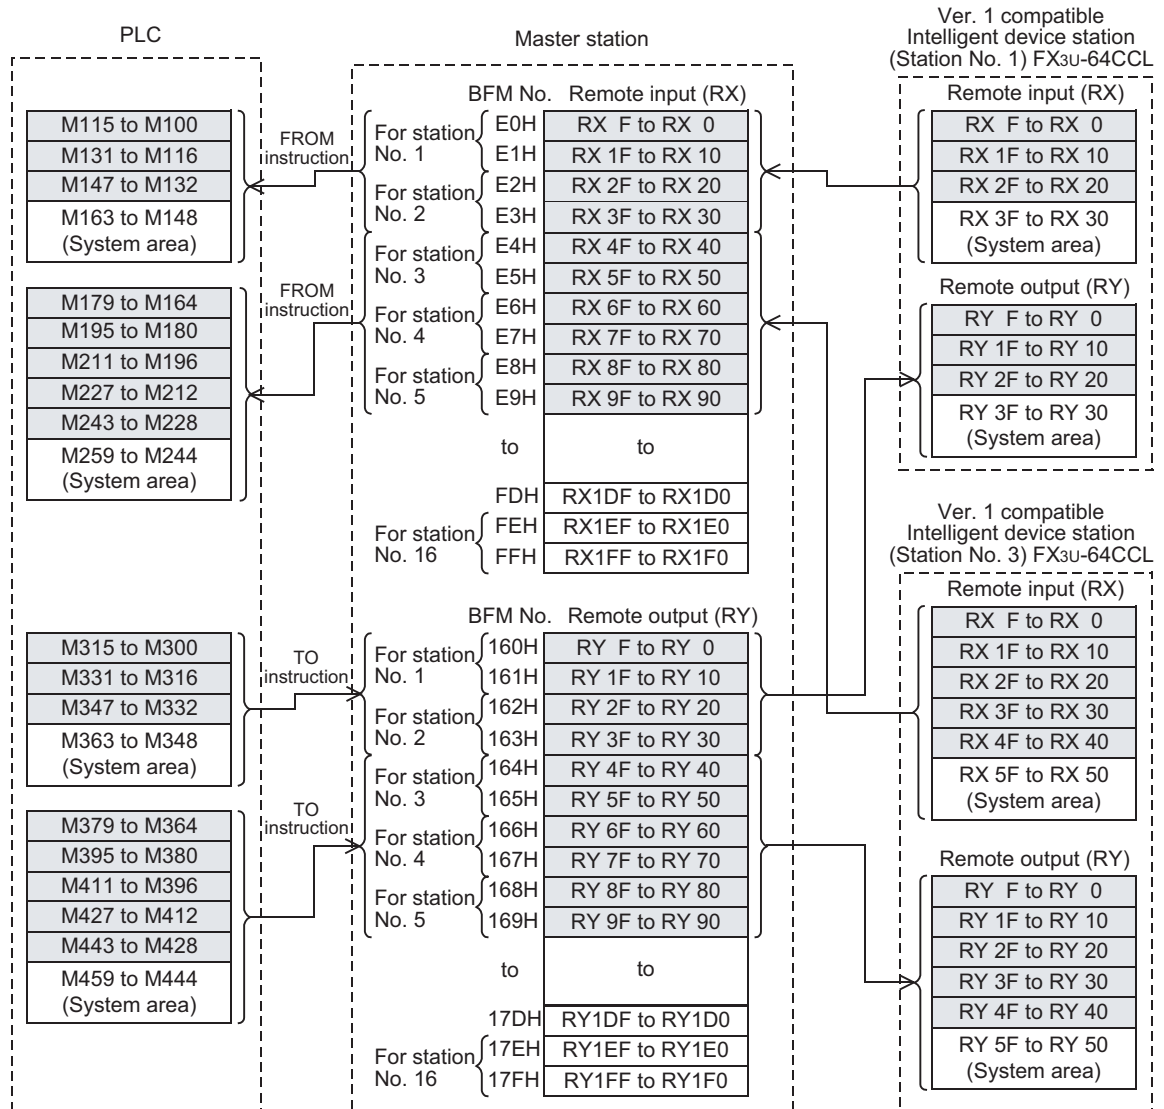 PLC
M115 to M100
M131 to M116
M147 to M132
M163 to M148
(System area)
M179 to M164
M195 to M180
M211 to M196
M227 to M212
M243 to M228
M259 to M244
(System area)
M315 to M300
M331 to M316
M347 to M332
M363 to M348
(System area)
M379 to M364
M395 to M380
M411 to M396
M427 to M412
M443 to M428
M459 to M444
(System area)
FROM
instruction
FROM
instruction
TO
instruction
TO
instruction
Master station
BFM No. Remote input (RX)
For station
No. 1
E0H RX F to RX 0
E1H RX 1F to RX 10
For station
No. 2
E2H RX 2F to RX 20
E3H RX 3F to RX 30
For station
No. 3
E4H RX 4F to RX 40
E5H RX 5F to RX 50
For station
No. 4
E6H RX 6F to RX 60
E7H RX 7F to RX 70
For station
No. 5
E8H RX 8F to RX 80
E9H RX 9F to RX 90
to to
FDH RX1DF to RX1D0
For station
No. 16
FEH RX1EF to RX1E0
FFH RX1FF to RX1F0
BFM No. Remote output (RY)
For station
No. 1
160H RY F to RY 0
161H RY 1F to RY 10
For station
No. 2
162H RY 2F to RY 20
163H RY 3F to RY 30
For station
No. 3
164H RY 4F to RY 40
165H RY 5F to RY 50
For station
No. 4
166H RY 6F to RY 60
167H RY 7F to RY 70
For station
No. 5
168H RY 8F to RY 80
169H RY 9F to RY 90
to to
17DH RY1DF to RY1D0
For station
No. 16
17EH RY1EF to RY1E0
17FH RY1FF to RY1F0
Ver. 1 compatible
Intelligent device station
(Station No. 1) FX3U-64CCL
Remote input (RX)
RX F to RX 0
RX 1F to RX 10
RX 2F to RX 20
RX 3F to RX 30
(System area)
Remote output (RY)
RY F to RY 0
RY 1F to RY 10
RY 2F to RY 20
RY 3F to RY 30
(System area)
Ver. 1 compatible
Intelligent device station
(Station No. 3) FX3U-64CCL
Remote input (RX)
RX F to RX 0
RX 1F to RX 10
RX 2F to RX 20
RX 3F to RX 30
RX 4F to RX 40
RX 5F to RX 50
(System area)
Remote output (RY)
RY F to RY 0
RY 1F to RY 10
RY 2F to RY 20
RY 3F to RY 30
RY 4F to RY 40
RY 5F to RY 50
(System area)